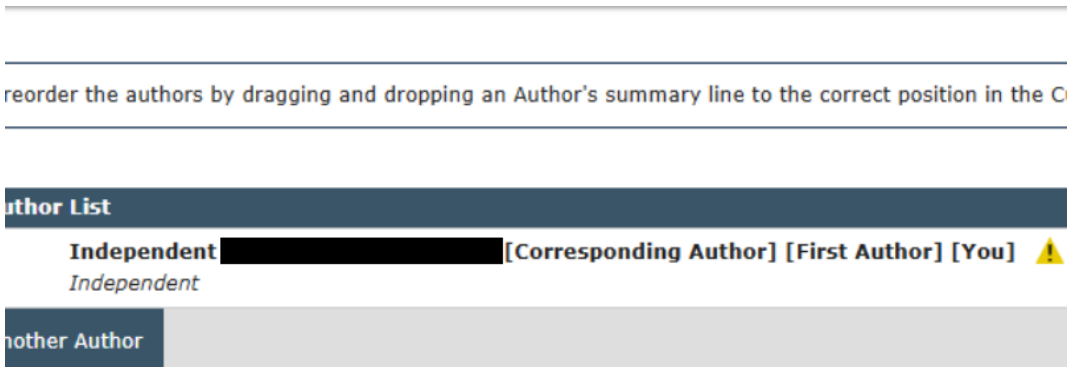 reorder the authors by dragging and dropping an Author's summary line to the correct position in the
Author List
Independent [Corresponding Author] [First Author] [You]
Independent
nother Author